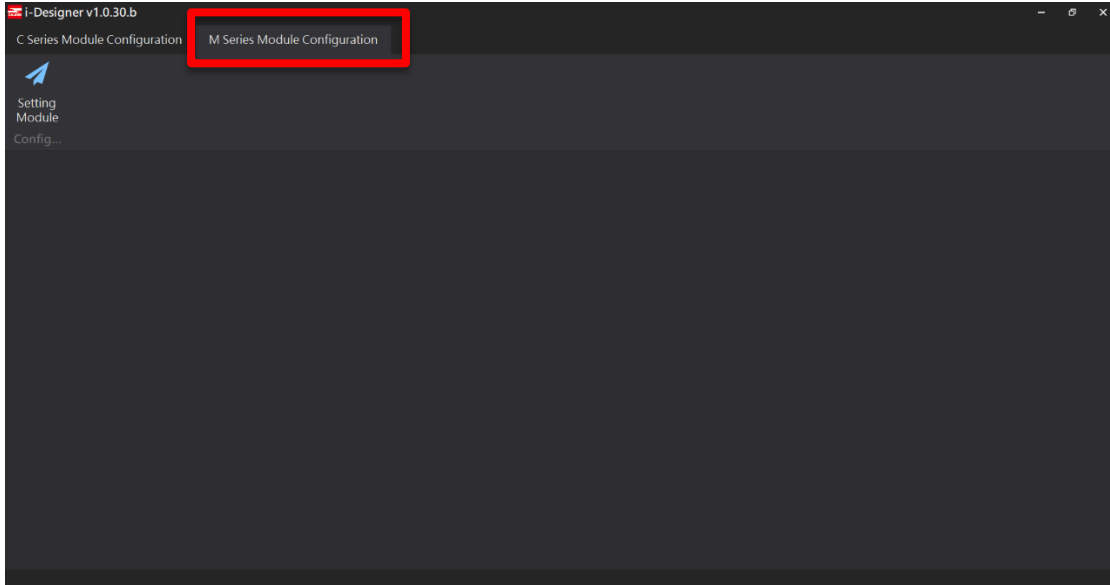 i-Designer v1.0.30.b
C Series Module Configuration M Series Module Configuration
Setting
Module
Config...